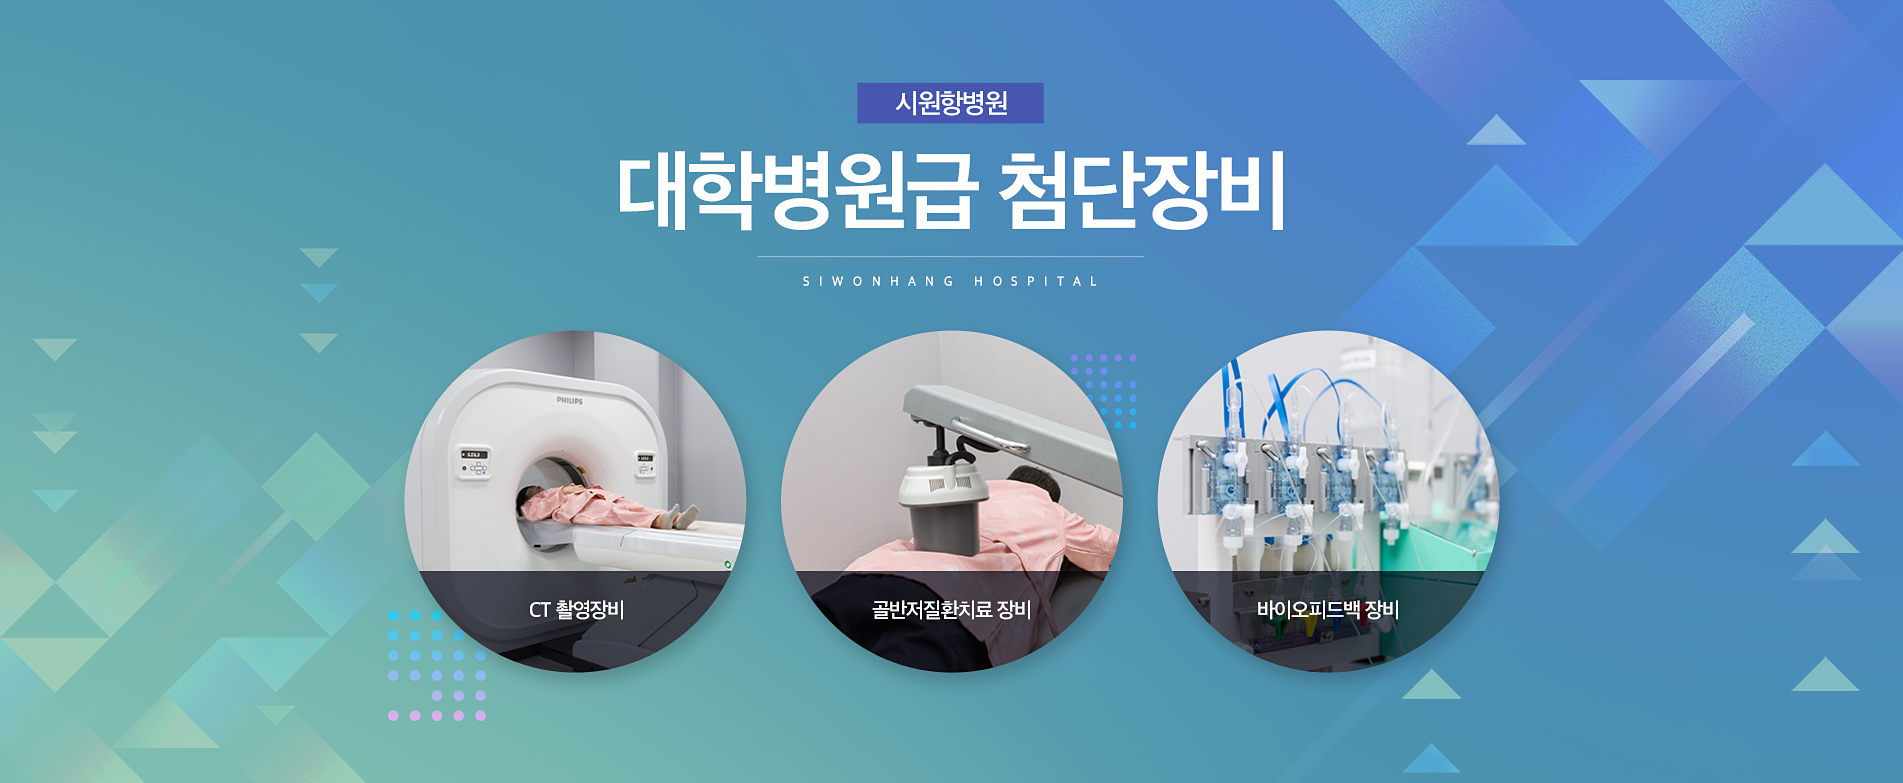 시원항병원
대학병원급 첨단장비
SIWONHANG HOSPITAL
PHILIPS
CT 촬영장비
골반저질환치료 장비
바이오피드백 장비